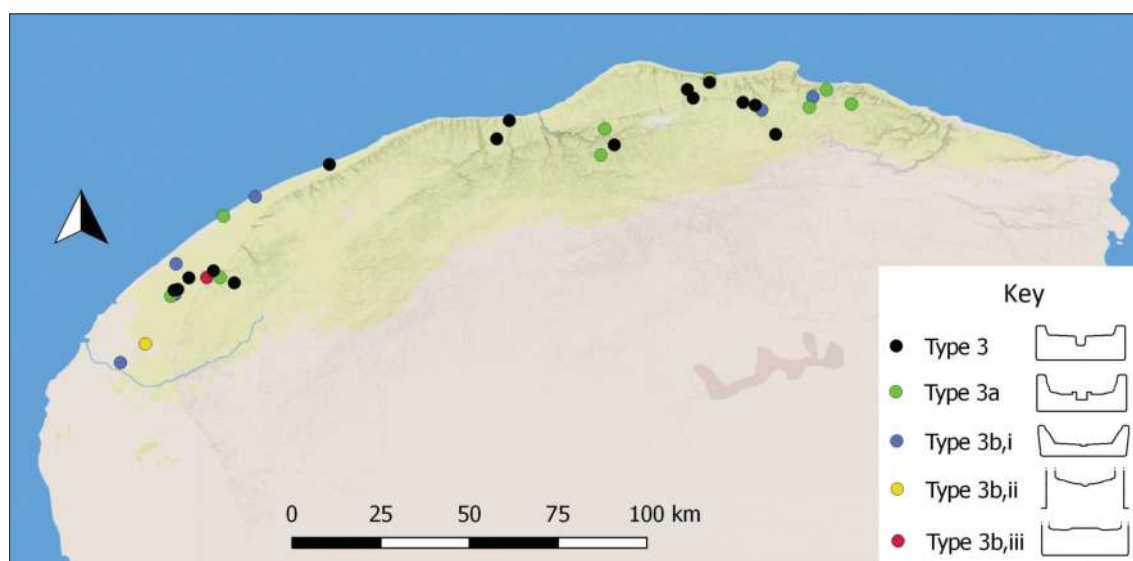 Key
Type 3
Type 3a
Type 3b,i
Type 3b,ii
Type 3b,iii
0 25 50 75 100 km